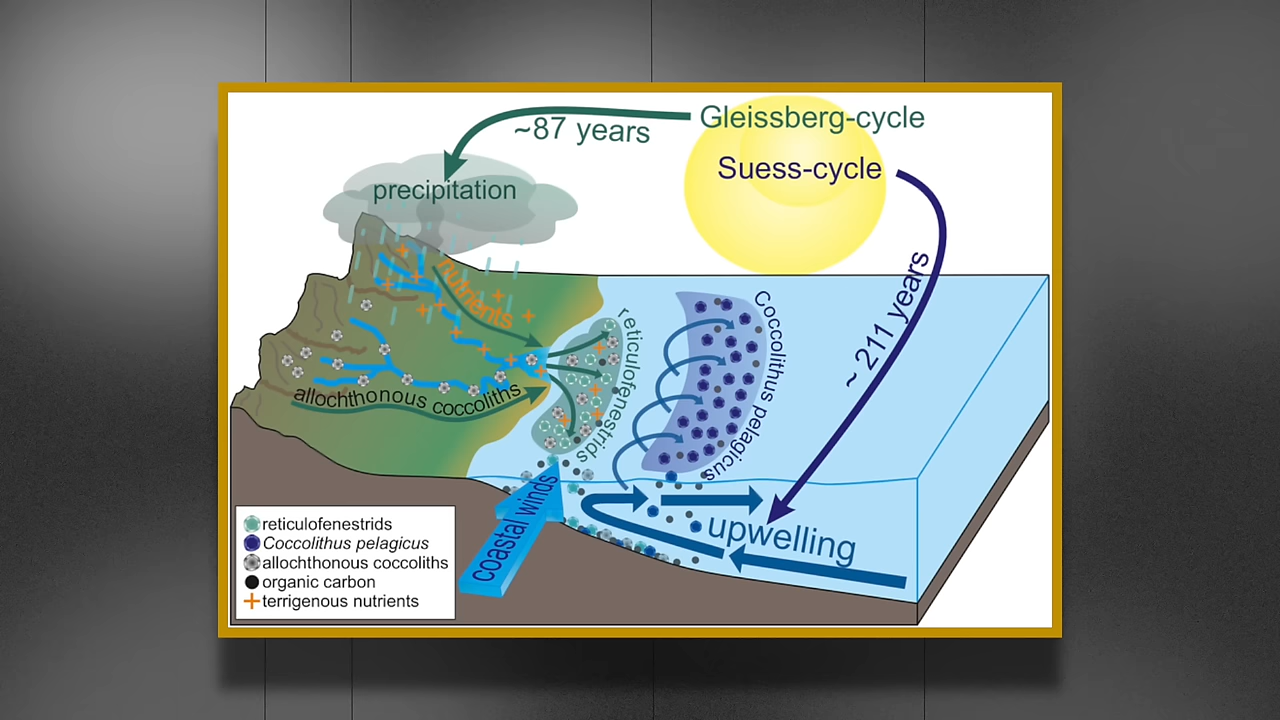 Gleissberg-cycle
~87 years
Suess-cycle
precipitation
nutrients
~ 211 years
reticulofenestrids
Coccolithus pelagicus
allochthonous coccoliths
coastal winds
upwelling
reticulofenestrids
Coccolithus pelagicus
allochthonous coccoliths
organic carbon
terrigenous nutrients